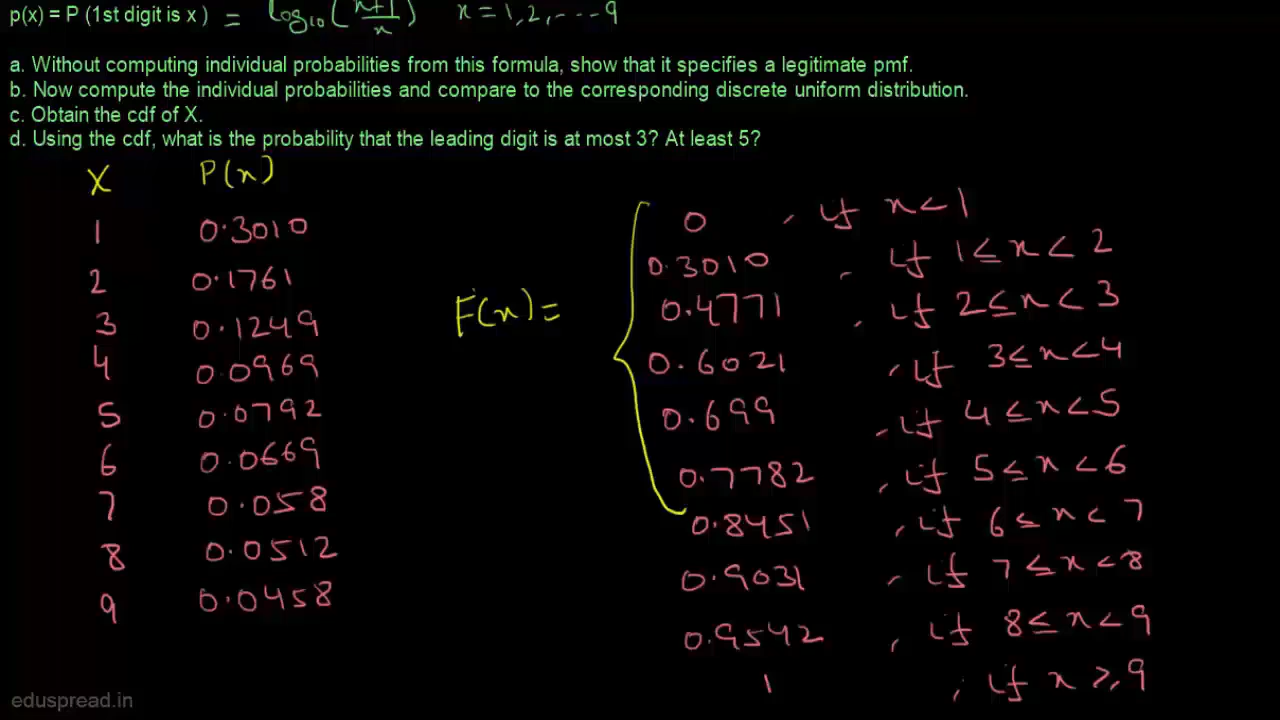 p(x) = P (1st digit is x ) = log10 (x+1/x) x = 1, 2, ----9
a. Without computing individual probabilities from this formula, show that it specifies a legitimate pmf.
b. Now compute the individual probabilities and compare to the corresponding discrete uniform distribution.
c. Obtain the cdf of X.
d. Using the cdf, what is the probability that the leading digit is at most 3? At least 5?
X P(x)
1 0.3010
2 0.1761
3 0.1249
4 0.0969
5 0.0792
6 0.0669
7 0.058
8 0.0512
9 0.0458
F(x) =
0 , if x < 1
0.3010 , if 1 ≤ x < 2
0.4771 , if 2 ≤ x < 3
0.6021 , if 3 ≤ x < 4
0.699 , if 4 ≤ x < 5
0.7782 , if 5 ≤ x < 6
0.8451 , if 6 ≤ x < 7
0.9031 , if 7 ≤ x < 8
0.9542 , if 8 ≤ x < 9
1 , if x ≥ 9
eduspread.in